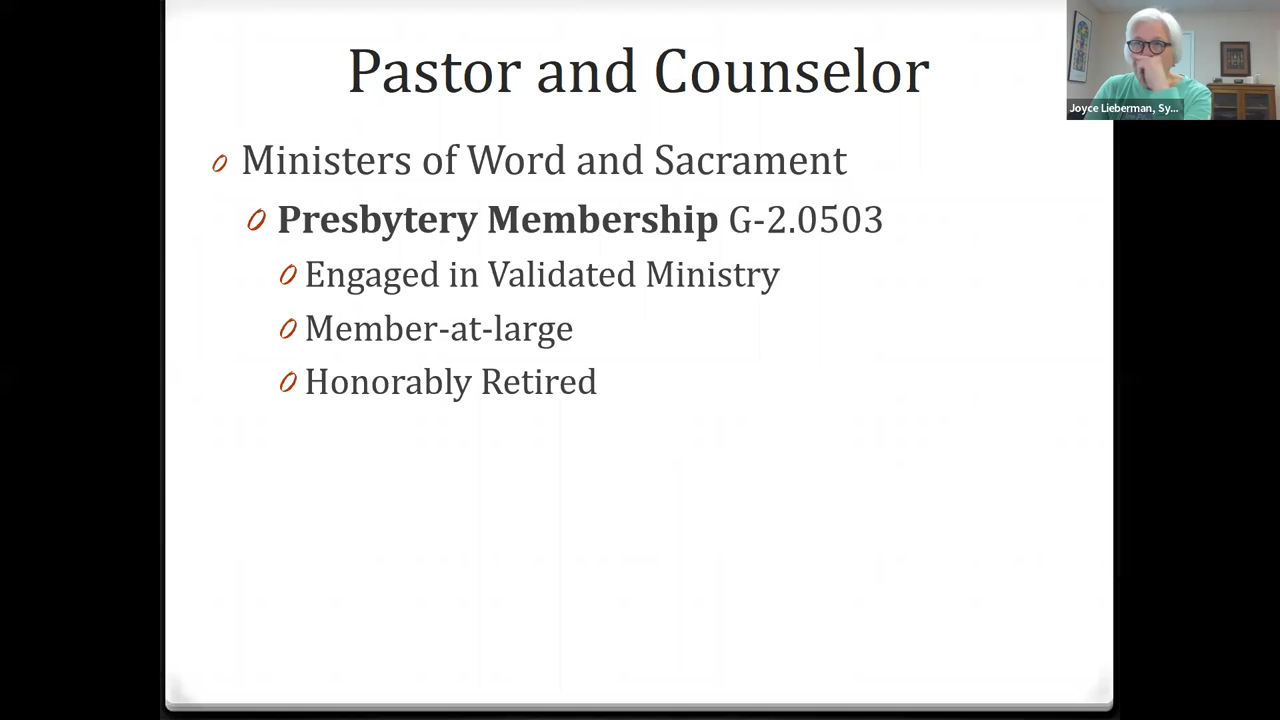 Pastor and Counselor
Joyce Lieberman, Sy...
Ministers of Word and Sacrament
Presbytery Membership G-2.0503
Engaged in Validated Ministry
Member-at-large
Honorably Retired